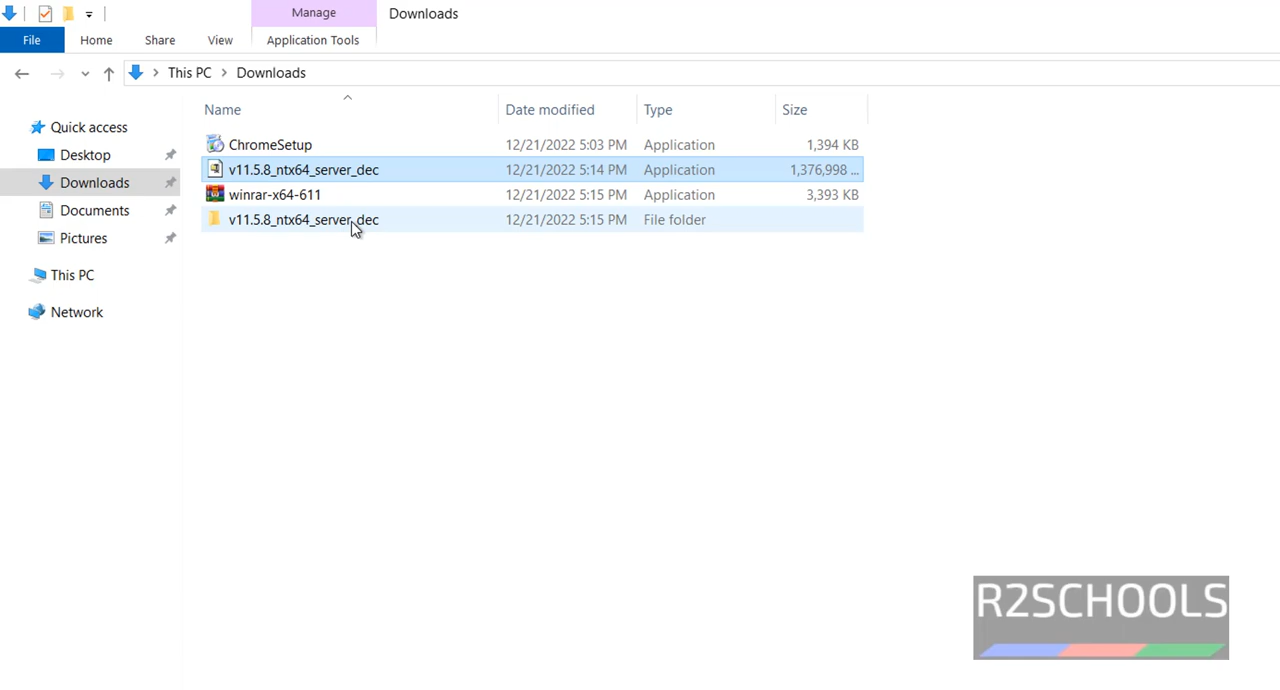 Manage
Downloads
File
Home
Share
View
Application Tools
This PC
Downloads
Name
Date modified
Type
Size
Quick access
Desktop
Downloads
Documents
Pictures
This PC
Network
ChromeSetup 12/21/2022 5:03 PM Application 1,394 KB
v11.5.8_ntx64_server_dec 12/21/2022 5:14 PM Application 1,376,998 ...
winrar-x64-611 12/21/2022 5:15 PM Application 3,393 KB
v11.5.8_ntx64_server_dec 12/21/2022 5:15 PM File folder
R2SCHOOLS